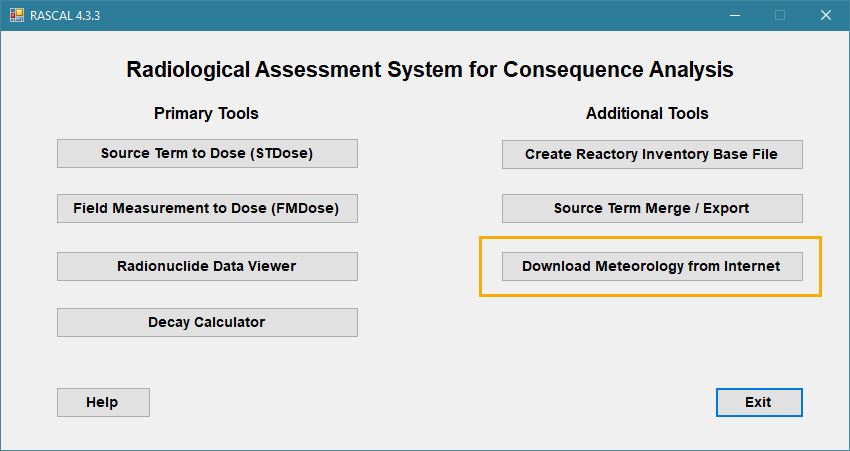 RASCAL 4.3.3
Radiological Assessment System for Consequence Analysis
Primary Tools
Source Term to Dose (STDose)
Field Measurement to Dose (FMDose)
Radionuclide Data Viewer
Decay Calculator
Additional Tools
Create Reactory Inventory Base File
Source Term Merge / Export
Download Meteorology from Internet
Help
Exit